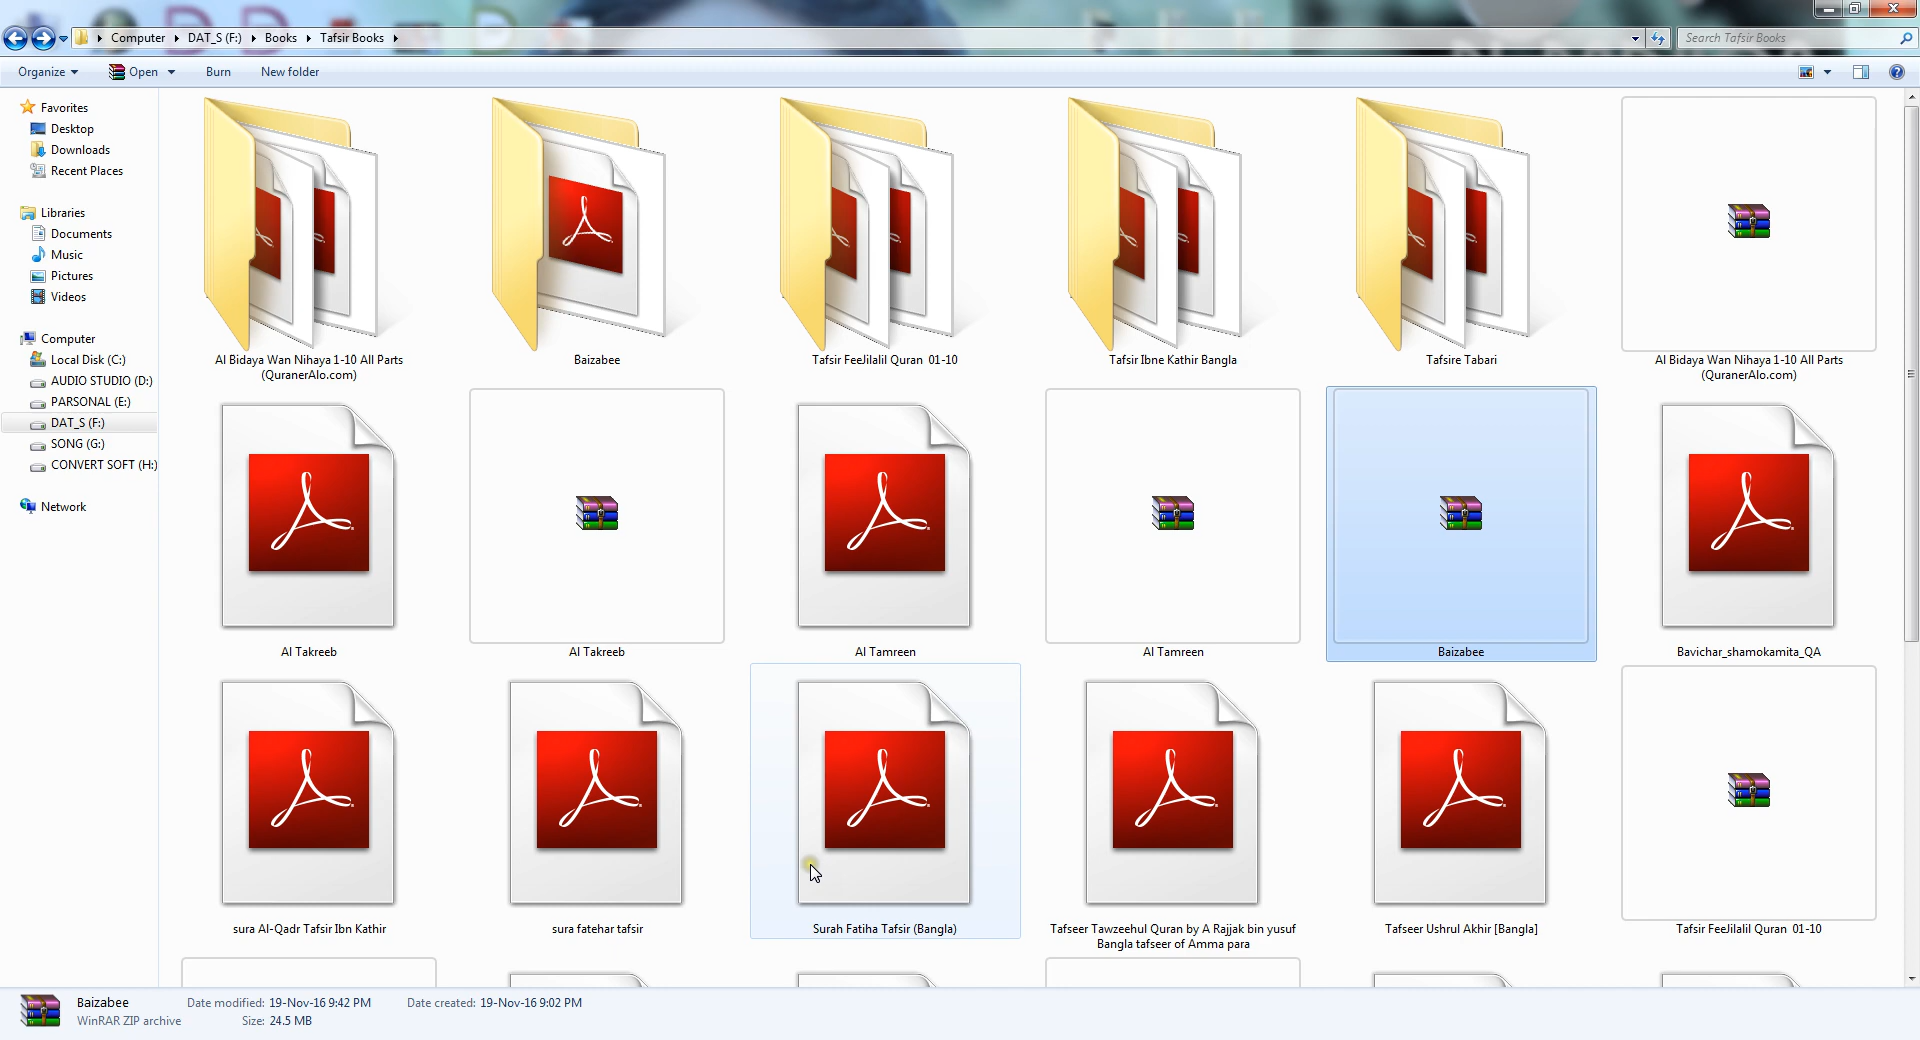 Computer DAT_S (F:) Books Tafsir Books
Search Tafsir Books
Organize Open Burn New folder
Favorites
Desktop
Downloads
Recent Places
Libraries
Documents
Music
Pictures
Videos
Computer
Local Disk (C:)
AUDIO STUDIO (D:)
PARSONAL (E:)
DAT_S (F:)
SONG (G:)
CONVERT SOFT (H:)
Network
Al Bidaya Wan Nihaya 1-10 All Parts
(QuranerAlo.com)
Baizabee
Tafsir FeeJilalil Quran 01-10
Tafsir Ibne Kathir Bangla
Tafsire Tabari
Al Bidaya Wan Nihaya 1-10 All Parts
(QuranerAlo.com)
Al Takreeb
Al Takreeb
Al Tamreen
Al Tamreen
Baizabee
Bavichar_shamokamita_QA
sura Al-Qadr Tafsir Ibn Kathir
sura fatehar tafsir
Surah Fatiha Tafsir (Bangla)
Tafseer Tawzeehul Quran by A Rajjak bin yusuf
Bangla tafseer of Amma para
Tafseer Ushrul Akhir [Bangla]
Tafsir FeeJilalil Quran 01-10
Baizabee Date modified: 19-Nov-16 9:42 PM Date created: 19-Nov-16 9:02 PM
WinRAR ZIP archive Size: 24.5 MB